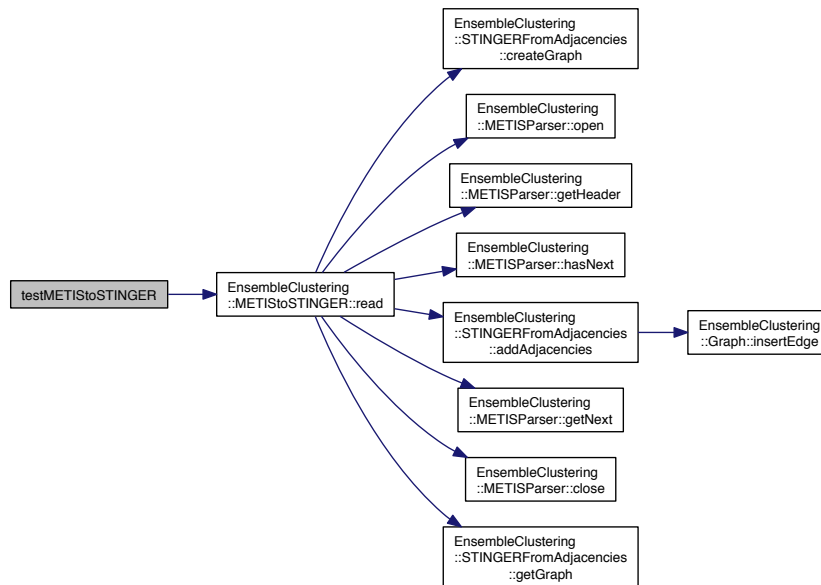 EnsembleClustering
::STINGERFromAdjacencies
::createGraph
EnsembleClustering
::METISParser::open
EnsembleClustering
::METISParser::getHeader
EnsembleClustering
::METISParser::hasNext
testMETIStoSTINGER
EnsembleClustering
::METIStoSTINGER::read
EnsembleClustering
::STINGERFromAdjacencies
::addAdjacencies
EnsembleClustering
::Graph::insertEdge
EnsembleClustering
::METISParser::getNext
EnsembleClustering
::METISParser::close
EnsembleClustering
::STINGERFromAdjacencies
::getGraph